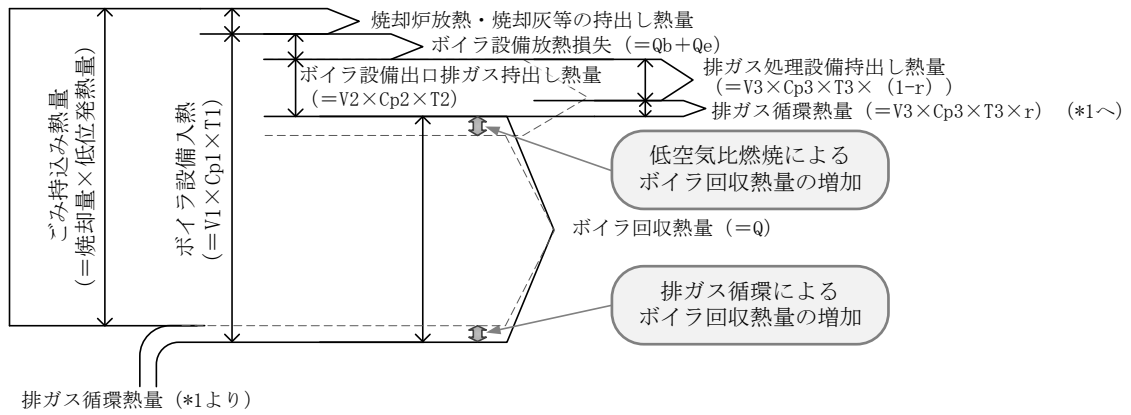 焼却炉放熱・焼却灰等の持出し熱量
ボイラ設備放熱損失（＝Qb＋Qe）
ボイラ設備出口排ガス持出し熱量
（＝V2×Cp2×T2）
排ガス処理設備持出し熱量
（＝V3×Cp3×T3×（1-r））
排ガス循環熱量（＝V3×Cp3×T3×r）（*1へ）
ごみ持込み熱量
（＝焼却量×低位発熱量）
ボイラ設備入熱
（＝V1×Cp1×T1）
低空気比燃焼による
ボイラ回収熱量の増加
ボイラ回収熱量（＝Q）
排ガス循環による
ボイラ回収熱量の増加
排ガス循環熱量（*1より）